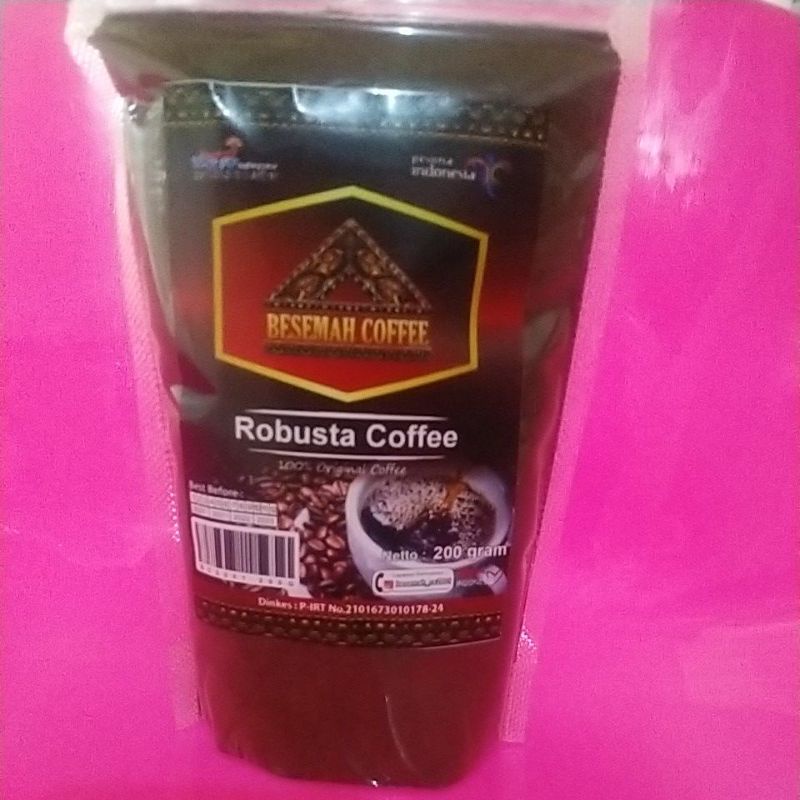 pesona
indonesia
BESEMAH COFFEE
Robusta Coffee
100% Original Coffee
Best Before :
Netto : 200 gram
Dinkes : P-IRT No.2101673010178-24